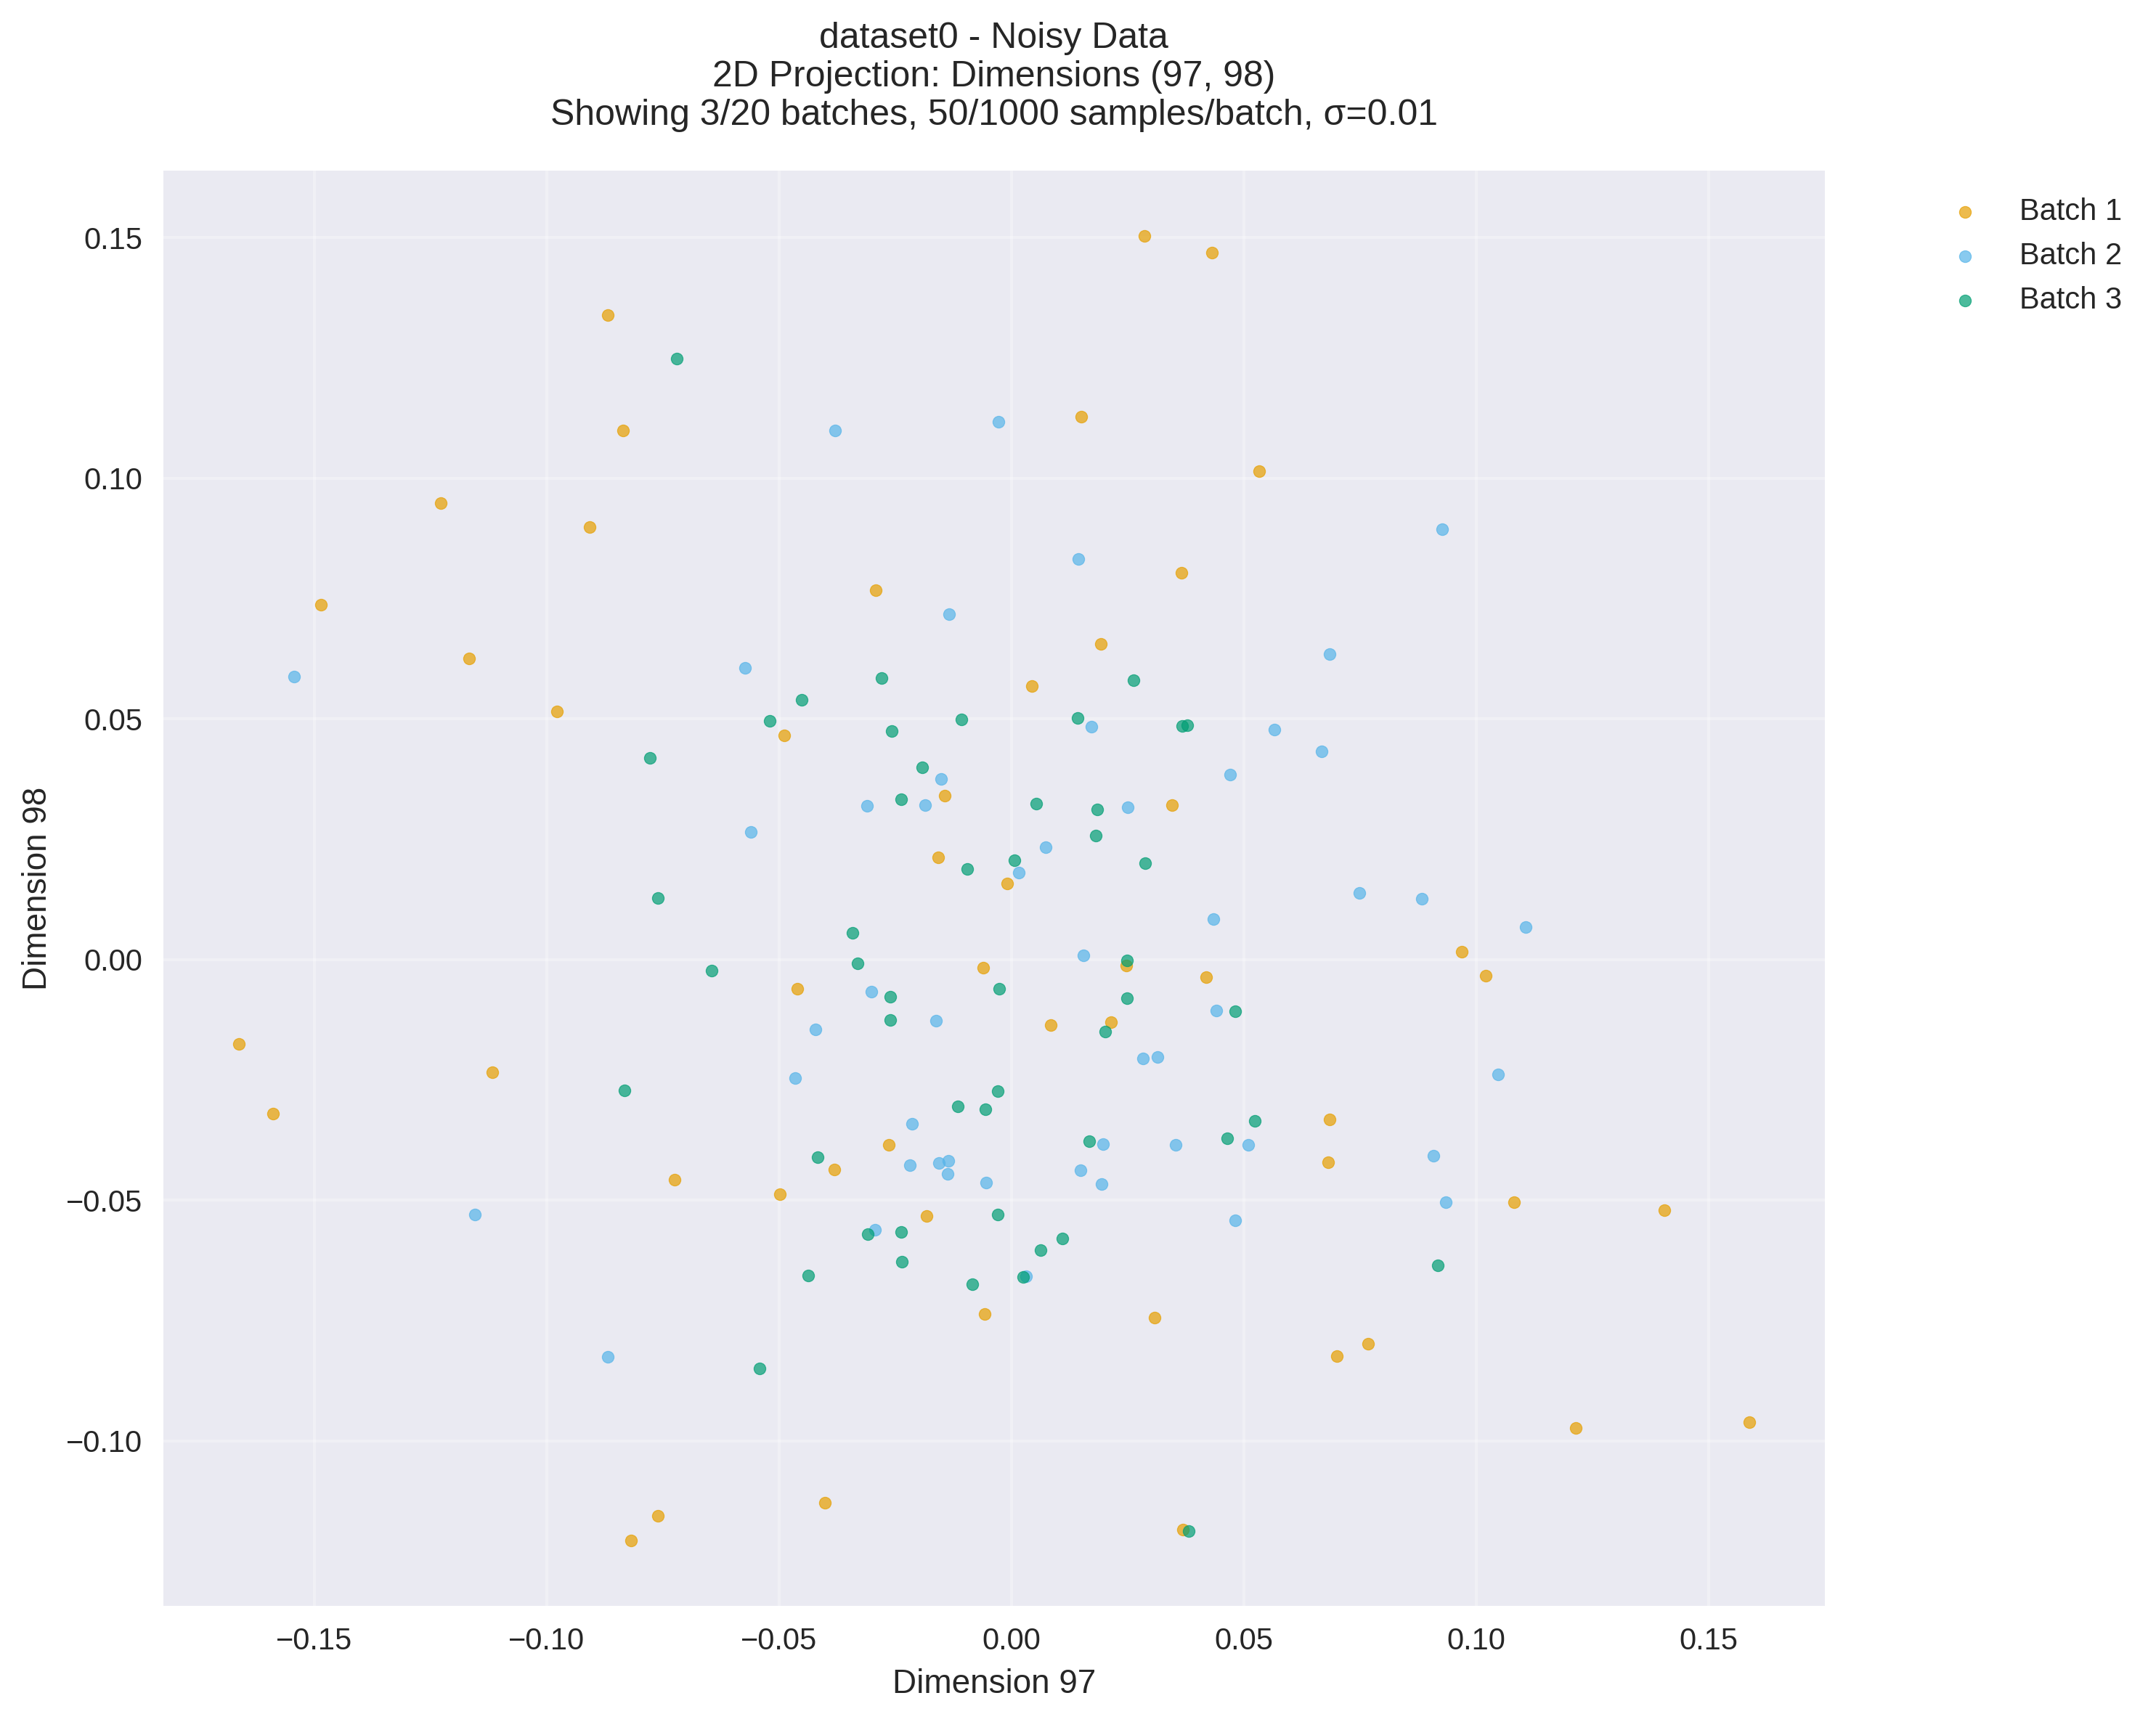 dataset0 - Noisy Data
2D Projection: Dimensions (97, 98)
Showing 3/20 batches, 50/1000 samples/batch, σ=0.01
Batch 1
Batch 2
Batch 3
0.15
0.10
0.05
0.00
−0.05
−0.10
Dimension 98
−0.15
−0.10
−0.05
0.00
0.05
0.10
0.15
Dimension 97